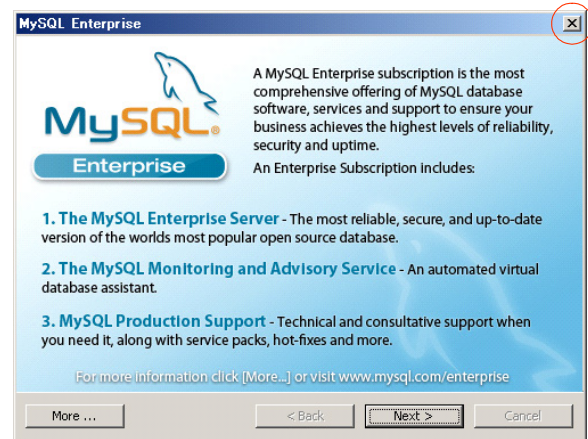 MySQL Enterprise
MySQL.
Enterprise
A MySQL Enterprise subscription is the most
comprehensive offering of MySQL database
software, services and support to ensure your
business achieves the highest levels of reliability,
security and uptime.
An Enterprise Subscription includes:
1. The MySQL Enterprise Server - The most reliable, secure, and up-to-date
version of the worlds most popular open source database.
2. The MySQL Monitoring and Advisory Service - An automated virtual
database assistant.
3. MySQL Production Support - Technical and consultative support when
you need it, along with service packs, hot-fixes and more.
For more information click [More...] or visit www.mysql.com/enterprise
More ...
< Back
Next >
Cancel